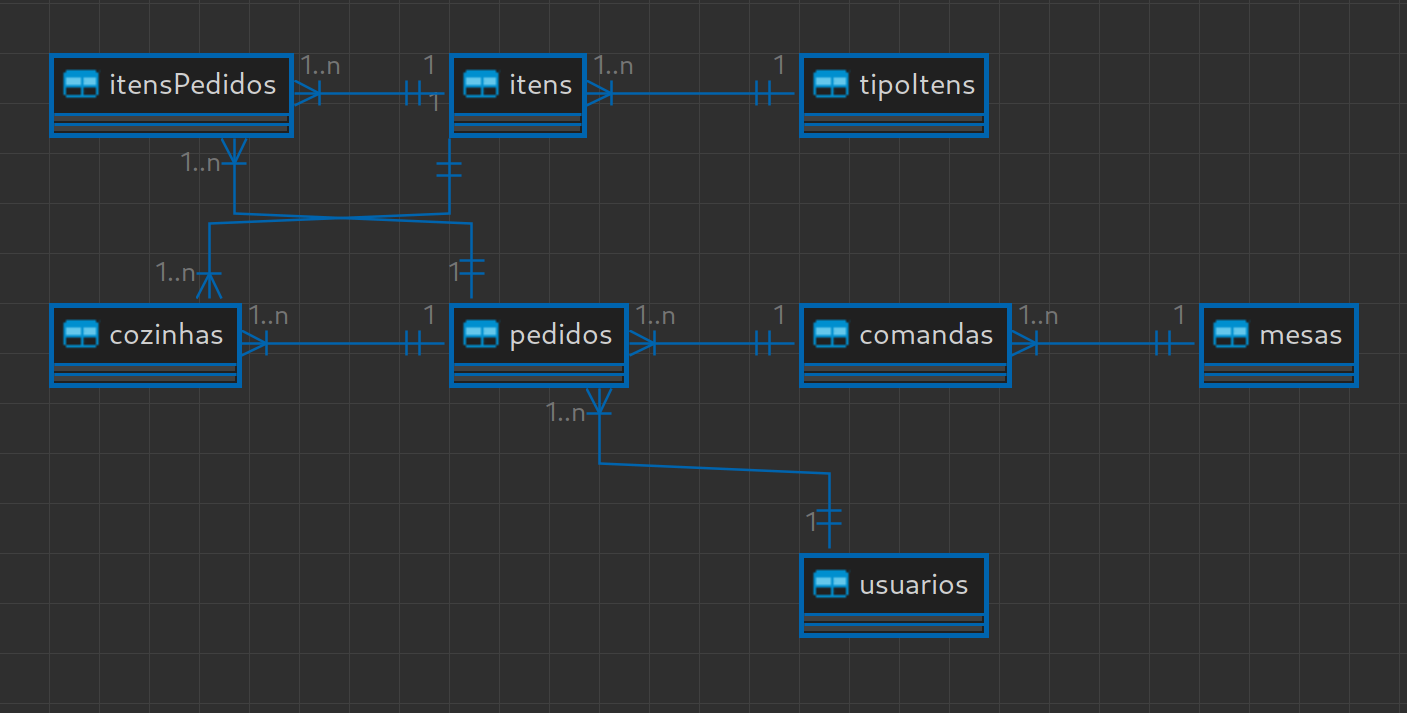 1..n 1 1..n 1
itensPedidos itens tipoItens
1
1..n
1..n 1
1..n 1 1..n 1 1..n 1
cozinhas pedidos comandas mesas
1..n
1
usuarios